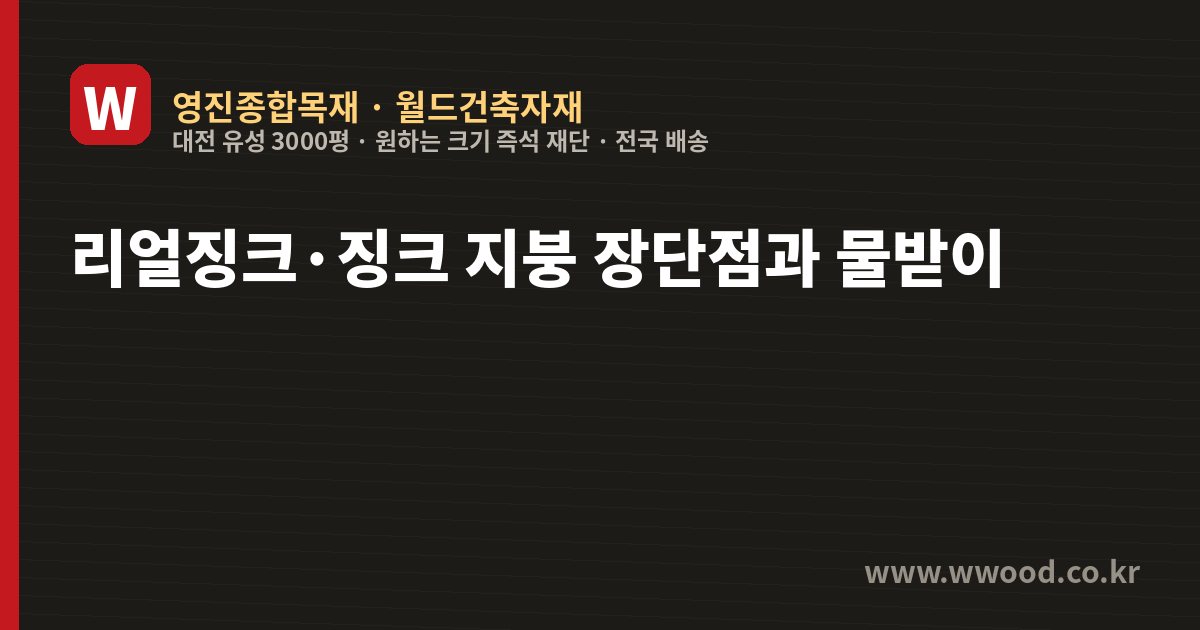 W
영진종합목재 · 월드건축자재
대전 유성 3000평 · 원하는 크기 즉석 재단 · 전국 배송
리얼징크·징크 지붕 장단점과 물받이
www.wwood.co.kr